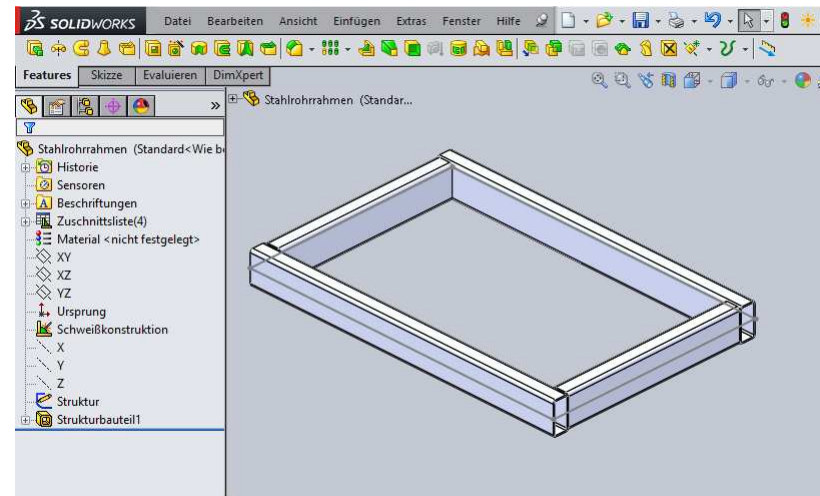 SOLIDWORKS Datei Bearbeiten Ansicht Einfügen Extras Fenster Hilfe
Features Skizze Evaluieren DimXpert
» Stahlrohrrahmen (Standar...
Stahlrohrrahmen (Standard<Wie b
Historie
Sensoren
A Beschriftungen
Zuschnittsliste(4)
Material <nicht festgelegt>
XY
XZ
YZ
Ursprung
Schweißkonstruktion
X
Y
Z
Struktur
Strukturbauteil1